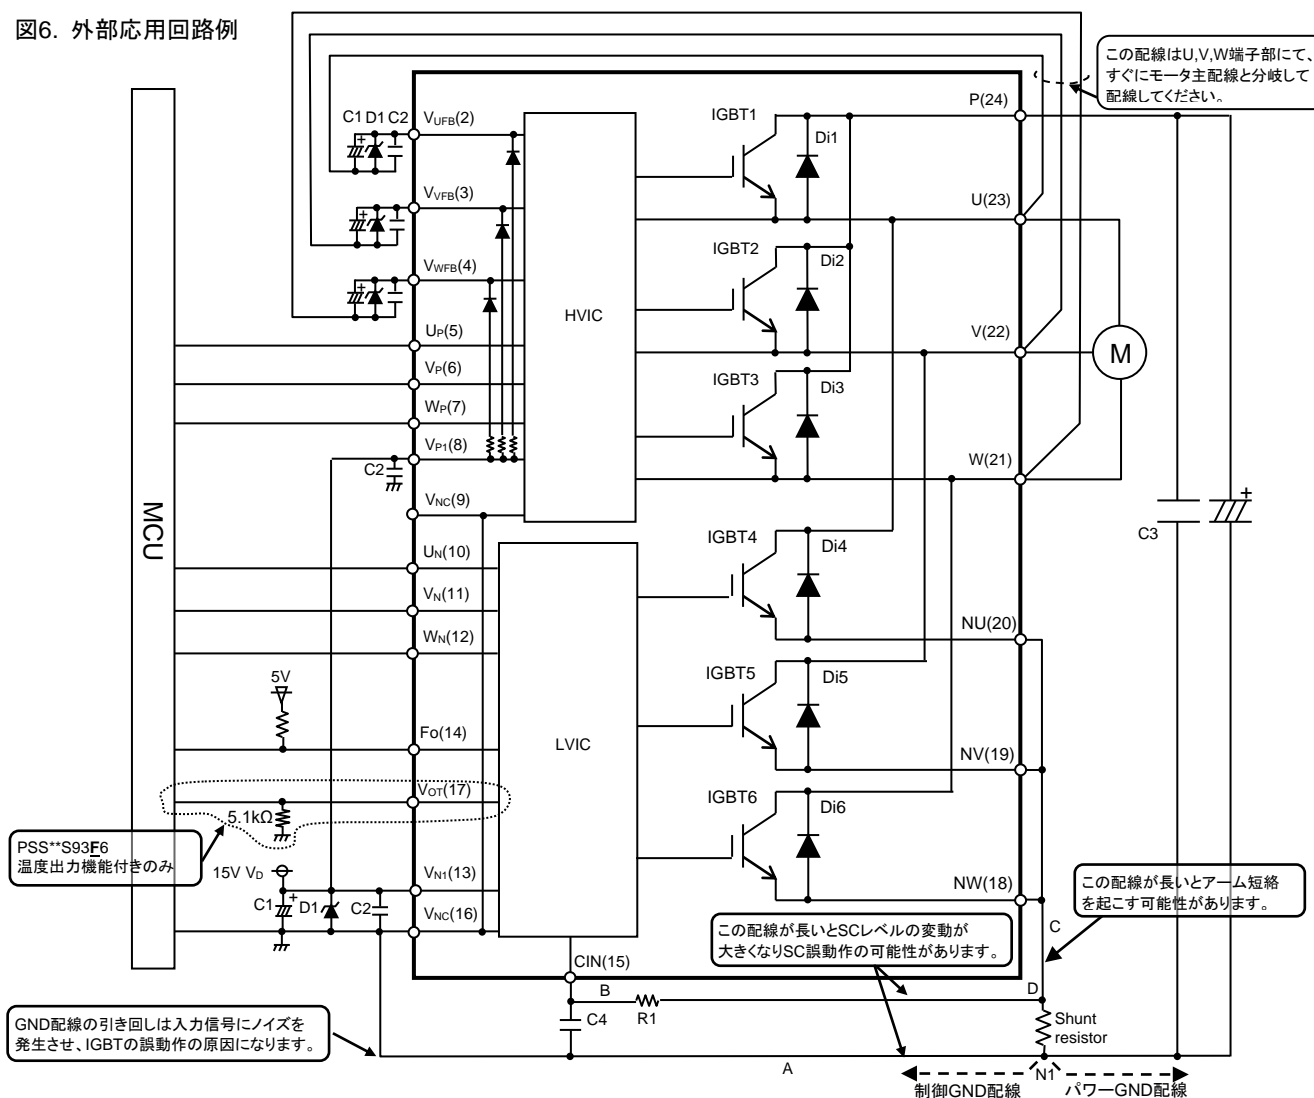 図6. 外部応用回路例
この配線はU,V,W端子部にて、
すぐにモータ主配線と分岐して
配線してください。
P(24)
IGBT1
Di1
C1 D1 C2
VUFB(2)
VVFB(3)
VWFB(4)
U(23)
IGBT2
Di2
HVIC
UP(5)
VP(6)
WP(7)
VP1(8)
C2
VNC(9)
V(22)
M
IGBT3
Di3
W(21)
MCU
C3
+
IGBT4
Di4
UN(10)
VN(11)
WN(12)
NU(20)
5V
Fo(14)
LVIC
IGBT5
Di5
NV(19)
VOT(17)
5.1kΩ
PSS**S93F6
温度出力機能付きのみ
IGBT6
Di6
15V VD
VN1(13)
C1
+
D1
C2
VNC(16)
NW(18)
この配線が長いとアーム短絡
を起こす可能性があります。
この配線が長いとSCレベルの変動が
大きくなりSC誤動作の可能性があります。
C
CIN(15)
B
D
C4
R1
Shunt
resistor
GND配線の引き回しは入力信号にノイズを
発生させ、IGBTの誤動作の原因になります。
A
N1
制御GND配線
パワーGND配線